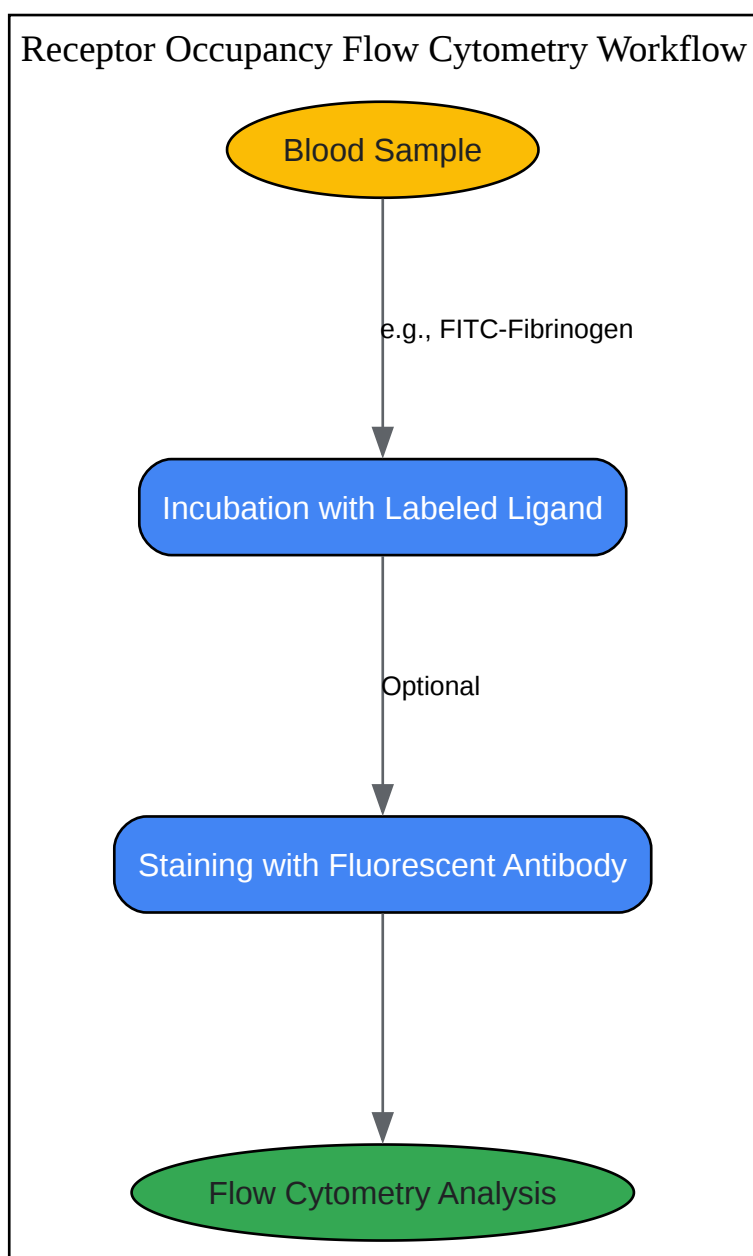 Receptor Occupancy Flow Cytometry Workflow
Blood Sample
e.g., FITC-Fibrinogen
Incubation with Labeled Ligand
Optional
Staining with Fluorescent Antibody
Flow Cytometry Analysis